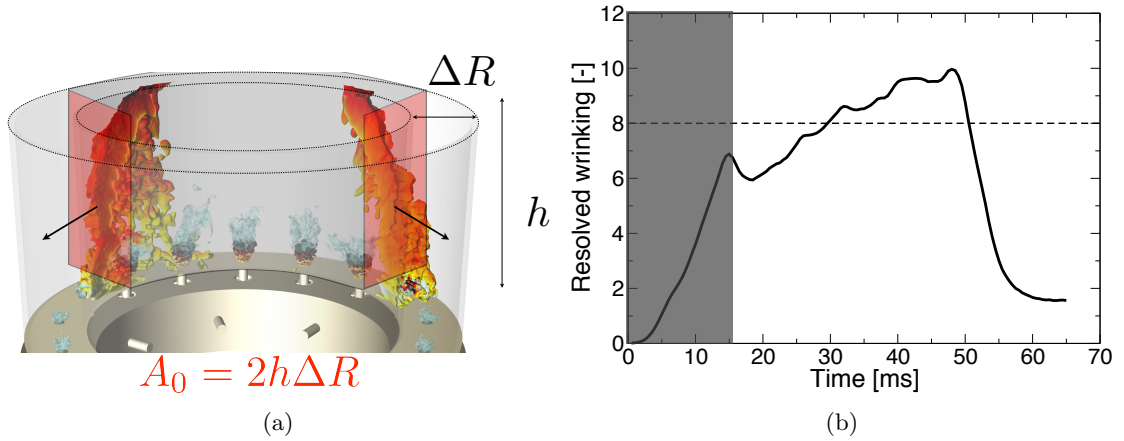 ΔR
h
A₀ = 2hΔR
(a)
12
10
8
6
4
2
0
Resolved wrinking [-]
0 10 20 30 40 50 60 70
Time [ms]
(b)